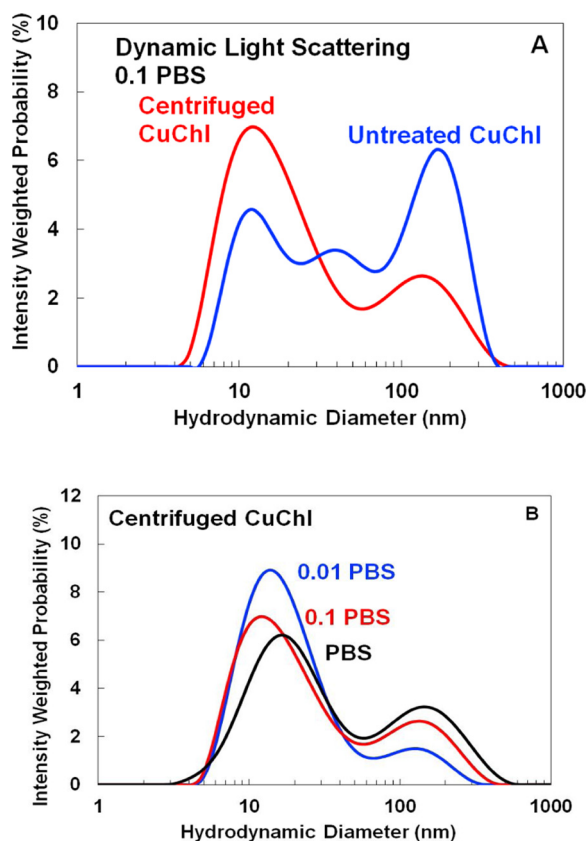 Dynamic Light Scattering
A
0.1 PBS
Centrifuged
CuChl
Untreated CuChl
Intensity Weighted Probability (%)
10
8
6
4
2
0
1
10
100
1000
Hydrodynamic Diameter (nm)
Centrifuged CuChl
B
0.01 PBS
0.1 PBS
PBS
Intensity Weighted Probability (%)
12
10
8
6
4
2
0
1
10
100
1000
Hydrodynamic Diameter (nm)